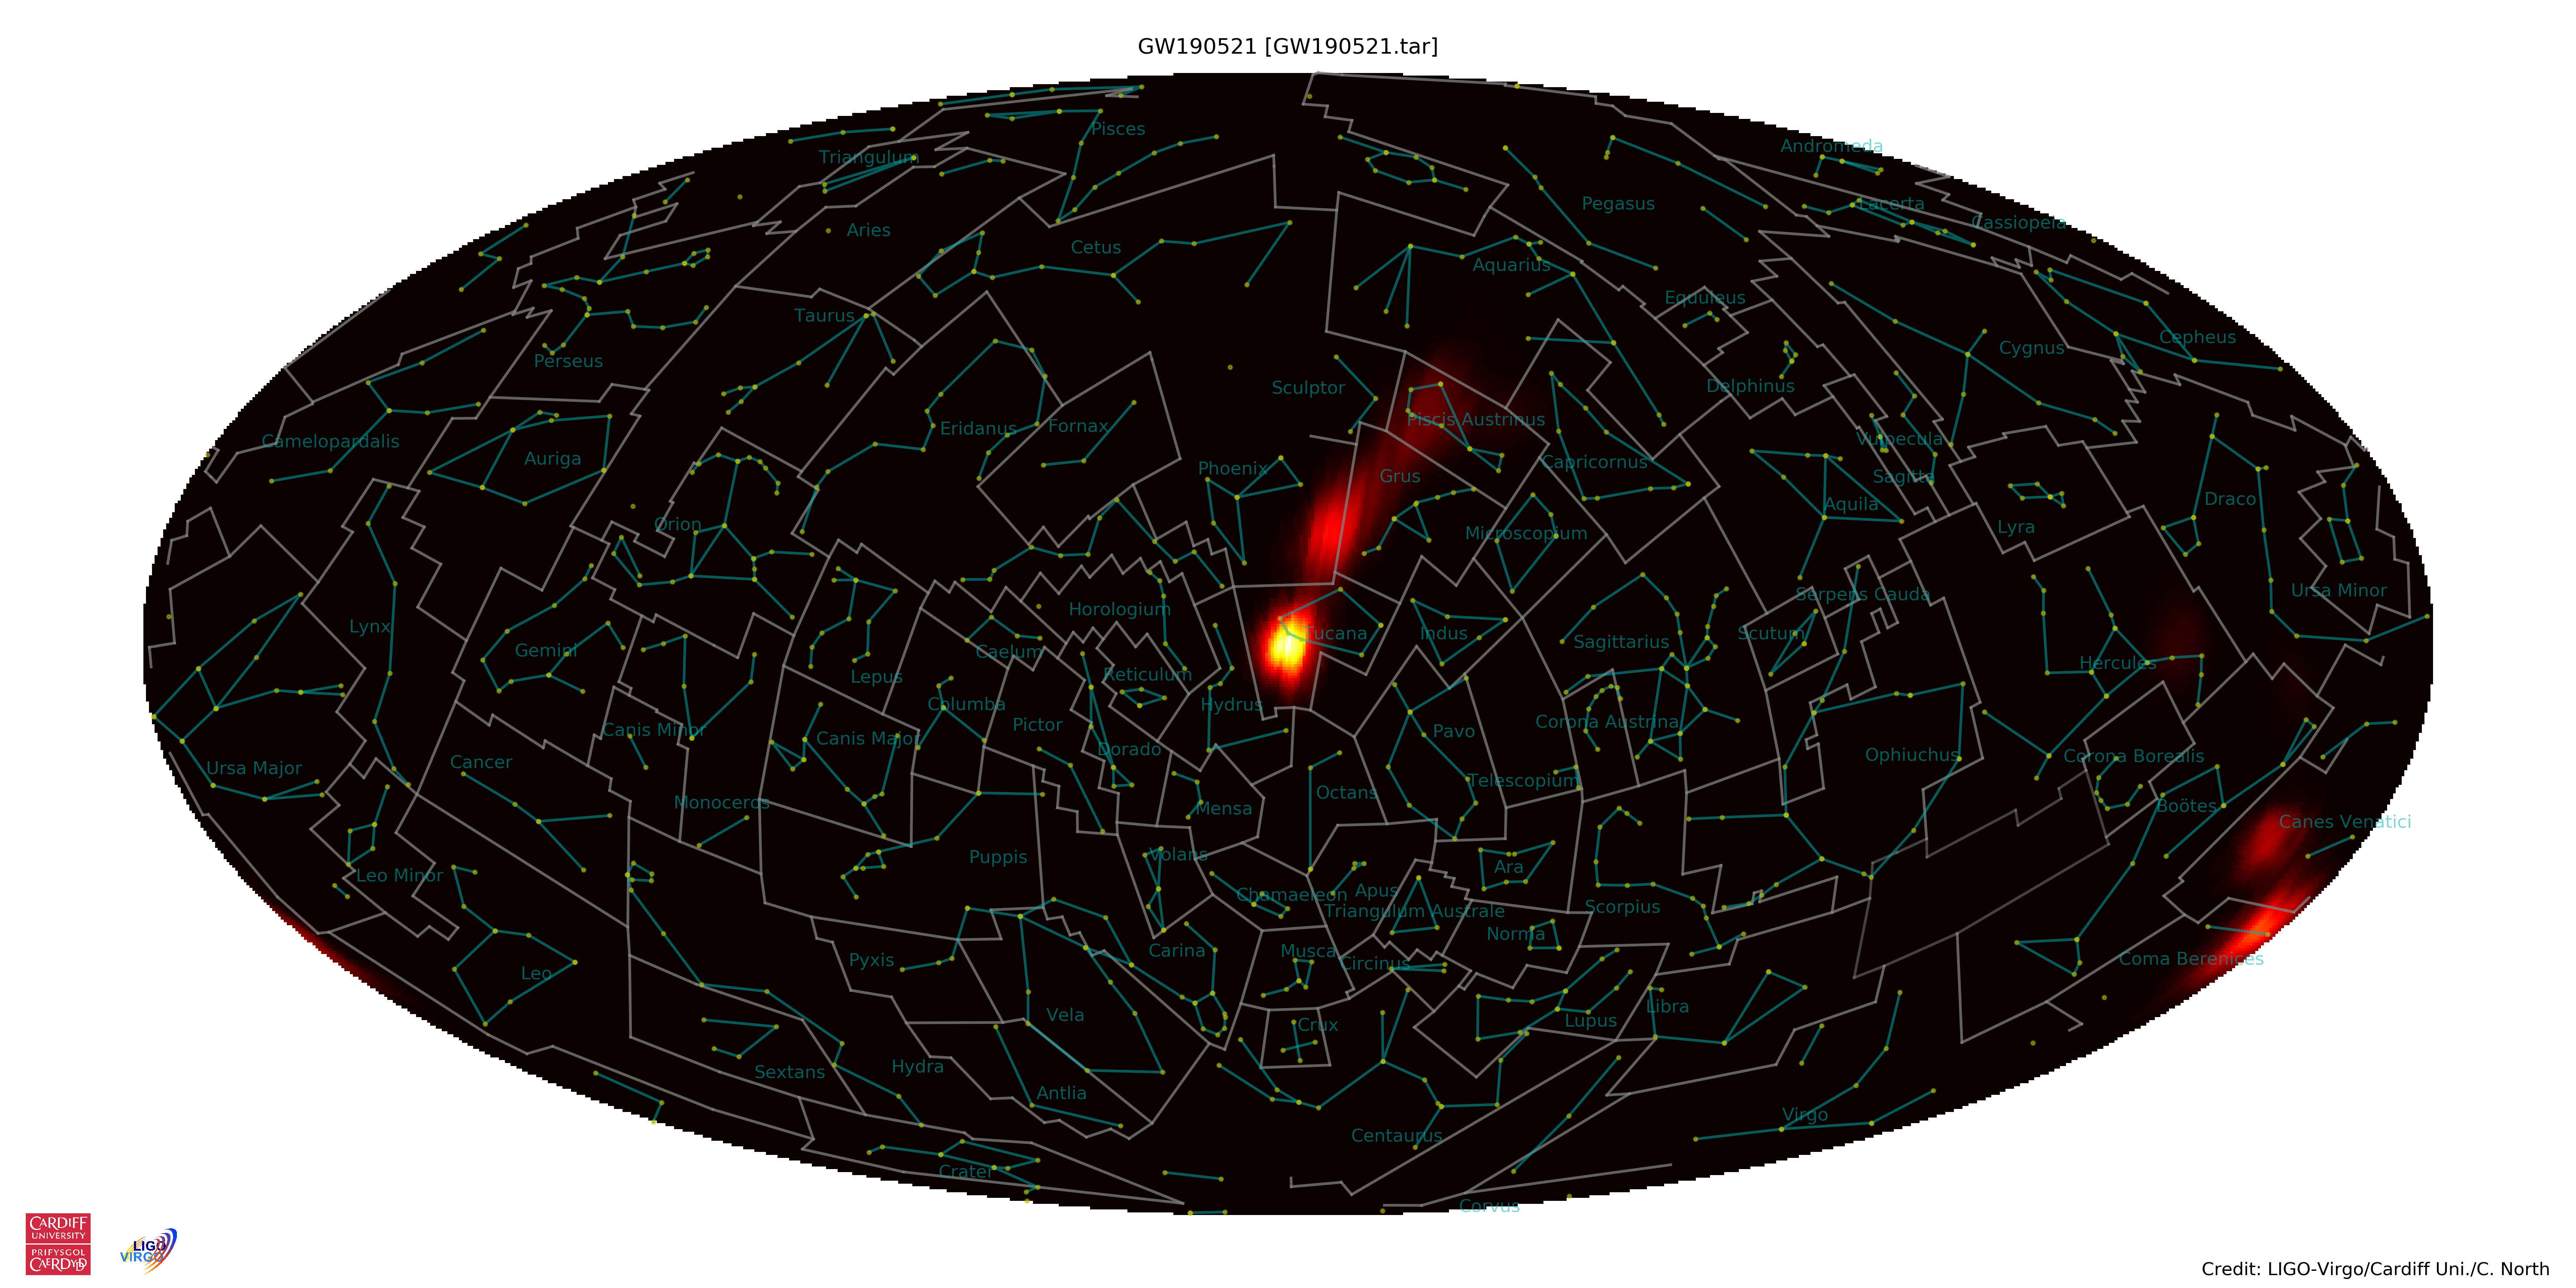 GW190521 [GW190521.tar]
Pisces
Andromeda
Triangulum
Pegasus
Lacerta
Cassiopeia
Aries
Cetus
Aquarius
Equuleus
Taurus
Cepheus
Cygnus
Perseus
Sculptor
Delphinus
Piscis Austrinus
Eridanus
Fornax
Camelopardalis
Vulpecula
Auriga
Capricornus
Phoenix
Grus
Sagitta
Draco
Aquila
Orion
Lyra
Microscopium
Ursa Minor
Serpens Cauda
Horologium
Lynx
Tucana
Indus
Scutum
Sagittarius
Gemini
Caelum
Hercules
Reticulum
Lepus
Columba
Hydrus
Corona Austrina
Pictor
Canis Minor
Pavo
Canis Major
Dorado
Ophiuchus
Corona Borealis
Cancer
Ursa Major
Telescopium
Octans
Monoceros
Mensa
Boötes
Canes Venatici
Puppis
Volans
Ara
Leo Minor
Chamaeleon
Apus
Triangulum Australe
Scorpius
Norma
Carina
Musca
Pyxis
Circinus
Coma Berenices
Leo
Libra
Vela
Lupus
Crux
Hydra
Sextans
Antlia
Virgo
Centaurus
Crater
Corvus
CARDIFF
UNIVERSITY
PRIFYSGOL
CAERDYDD
LIGO
VIRGO
Credit: LIGO-Virgo/Cardiff Uni./C. North